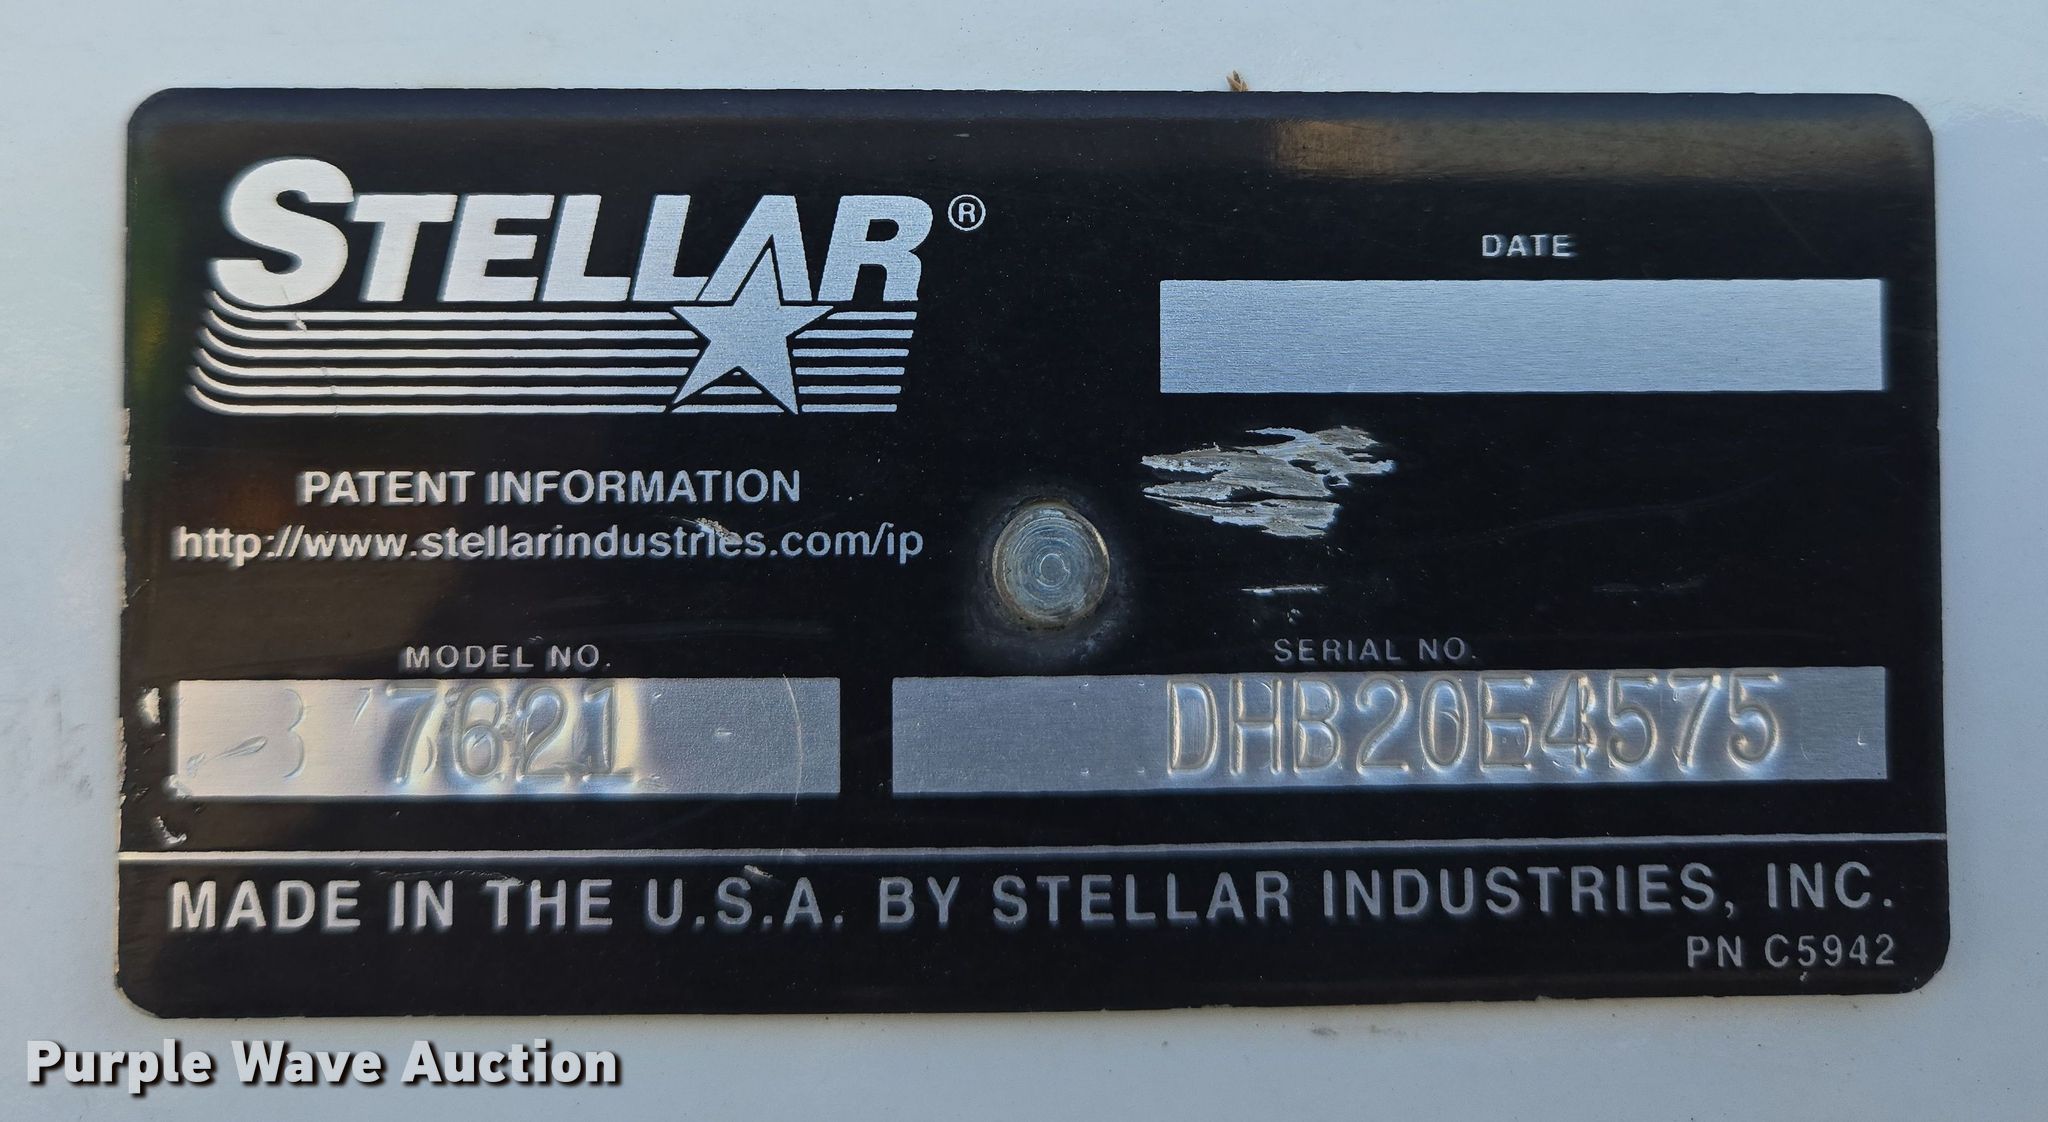 STELLAR®
DATE
PATENT INFORMATION
http://www.stellarindustries.com/ip
MODEL NO.
7621
SERIAL NO.
DHB20E4575
MADE IN THE U.S.A. BY STELLAR INDUSTRIES, INC.
PN C5942
Purple Wave Auction